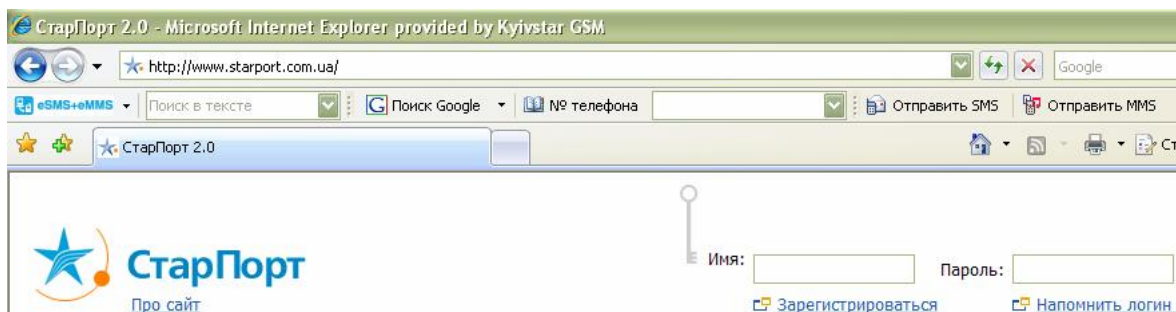 СтарПорт 2.0 - Microsoft Internet Explorer provided by Kyivstar GSM
http://www.starport.com.ua/ Google
eSMS+eMMS Поиск в тексте G Поиск Google № телефона Отправить SMS Отправить MMS
СтарПорт 2.0 Ст
СтарПорт Имя: Пароль:
Про сайт Зарегистрироваться Напомнить логин